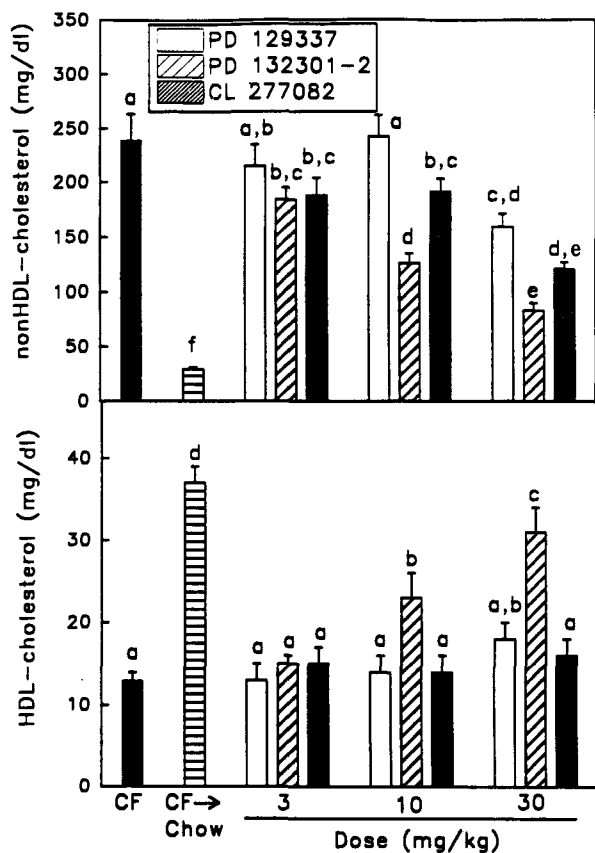 nonHDL-cholesterol (mg/dl)
350
300
250
200
150
100
50
0
PD 129337
PD 132301-2
CL 277082
a
f
a,b
b,c
b,c
a
d
b,c
c,d
e
d,e
HDL-cholesterol (mg/dl)
40
30
20
10
0
a
d
a
a
a
a
b
a
a,b
c
a
CF
CF→
Chow
3
10
30
Dose (mg/kg)